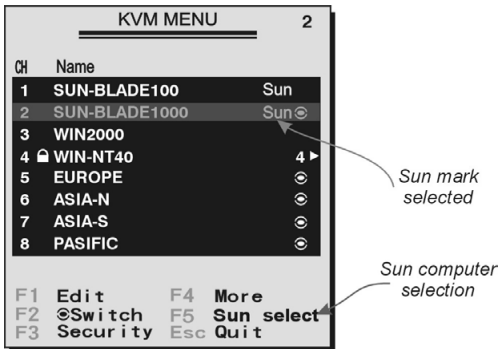 KVM MENU 2
CH Name
1 SUN-BLADE100 Sun
2 SUN-BLADE1000 Sun
3 WIN2000
4 WIN-NT40 4
5 EUROPE
6 ASIA-N
7 ASIA-S
8 PASIFIC
Sun mark
selected
Sun computer
selection
F1 Edit F4 More
F2 Switch F5 Sun select
F3 Security Esc Quit